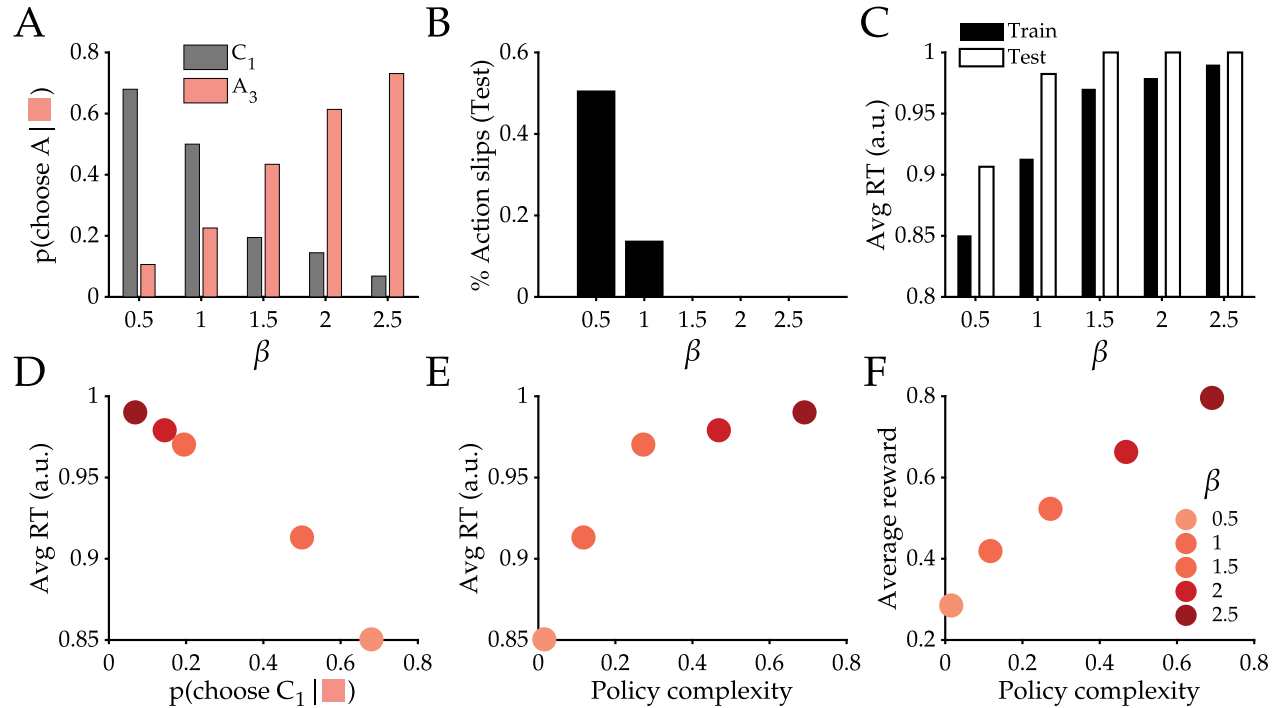 A
0.8
0.6
0.4
0.2
0
p(choose A | )
C1
A3
0.5 1 1.5 2 2.5
β
B
0.6
0.4
0.2
0
% Action slips (Test)
0.5 1 1.5 2 2.5
β
C
Train
Test
1
0.95
0.9
0.85
0.8
Avg RT (a.u.)
0.5 1 1.5 2 2.5
β
D
1
0.95
0.9
0.85
Avg RT (a.u.)
0 0.2 0.4 0.6 0.8
p(choose C1 | )
E
1
0.95
0.9
0.85
Avg RT (a.u.)
0 0.2 0.4 0.6 0.8
Policy complexity
F
0.8
0.6
0.4
0.2
Average reward
β
0.5
1
1.5
2
2.5
0 0.2 0.4 0.6 0.8
Policy complexity